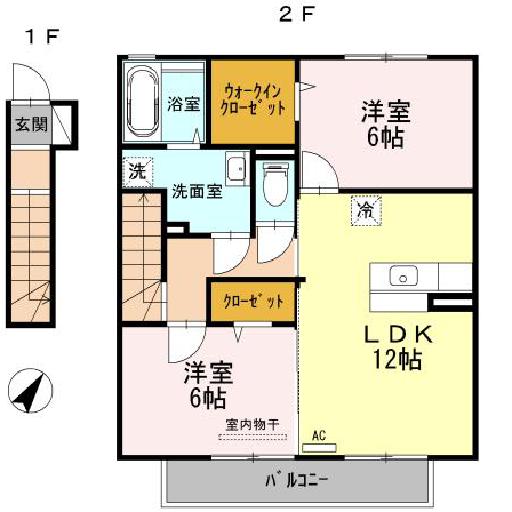 ２Ｆ
１Ｆ
玄関
浴室
ウォークイン
クローゼット
洋室
6帖
洗
洗面室
冷
クローゼット
ＬＤＫ
12帖
洋室
6帖
室内物干
AC
バルコニー